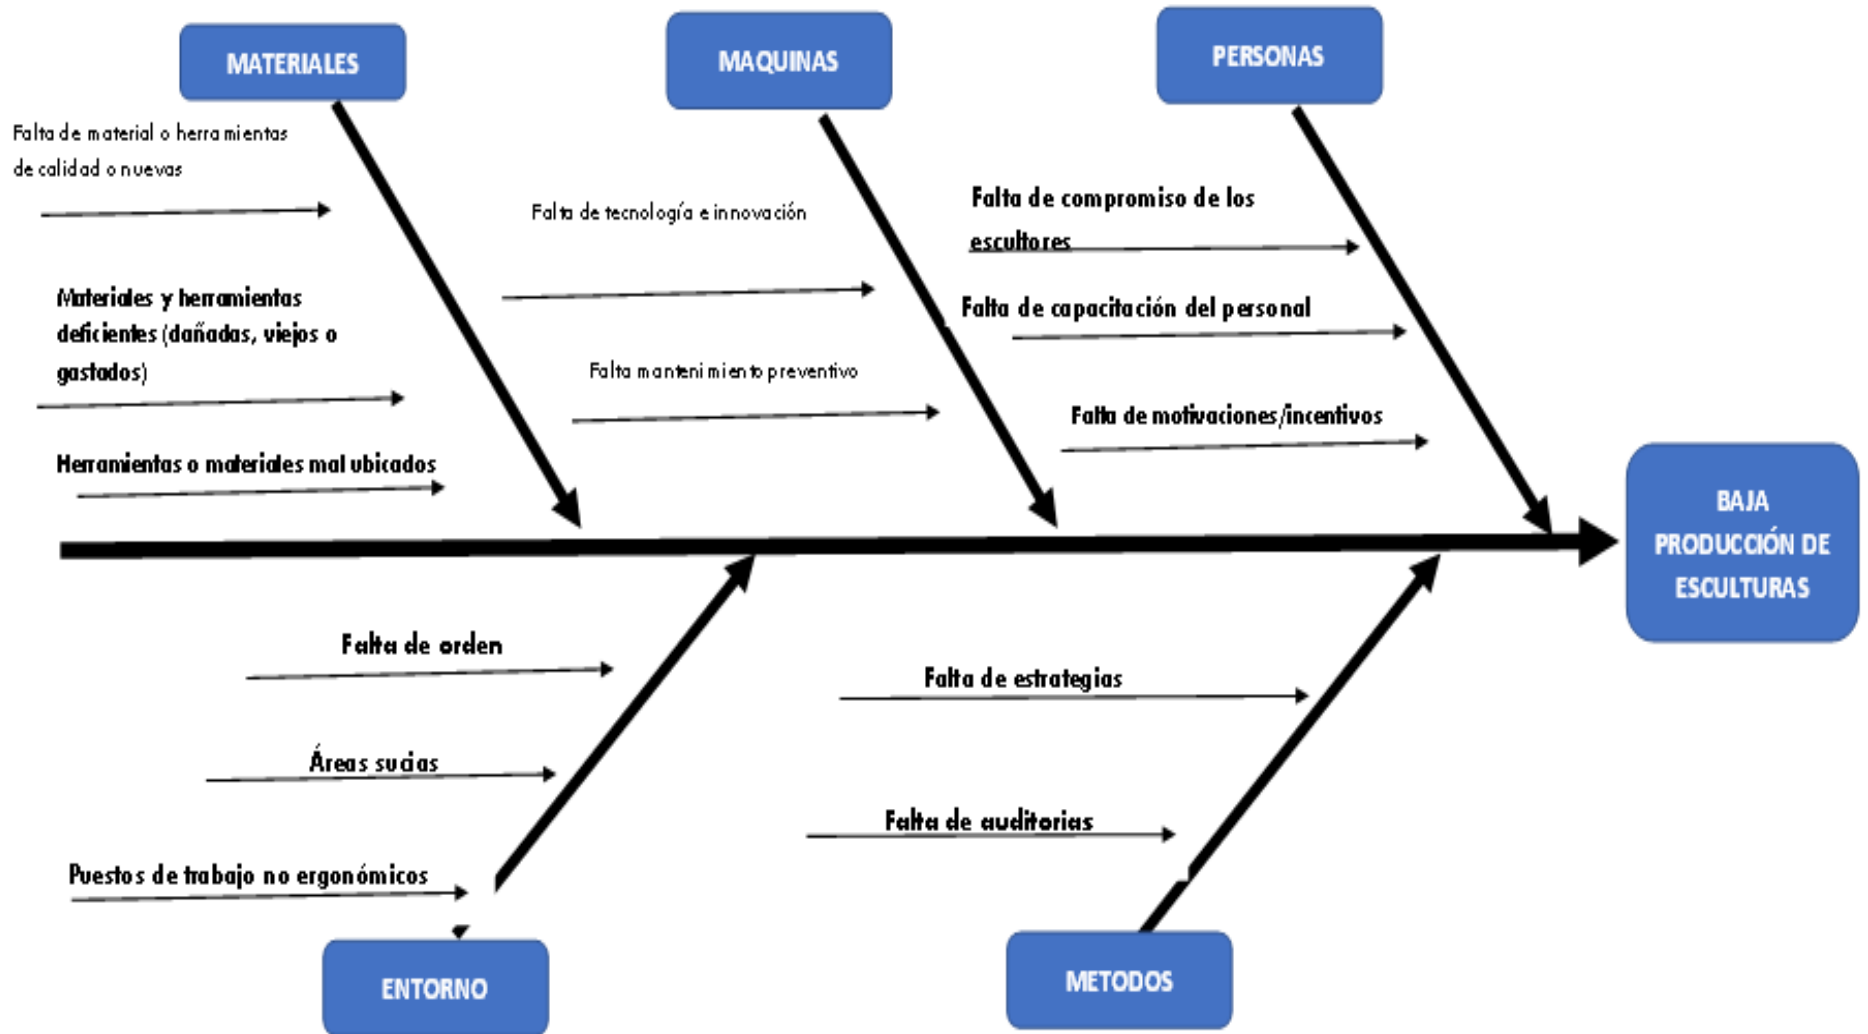 MATERIALES
MAQUINAS
PERSONAS
Falta de material o herramientas
de calidad o nuevas
Materiales y herramientas
deficientes (dañadas, viejos o
gastados)
Herramientas o materiales mal ubicados
Falta de tecnología e innovación
Falta mantenimiento preventivo
Falta de compromiso de los
escultores
Falta de capacitación del personal
Falta de motivaciones/incentivos
BAJA
PRODUCCIÓN DE
ESCULTURAS
Falta de orden
Áreas sucias
Puestos de trabajo no ergonómicos
Falta de estrategias
Falta de auditorias
ENTORNO
METODOS